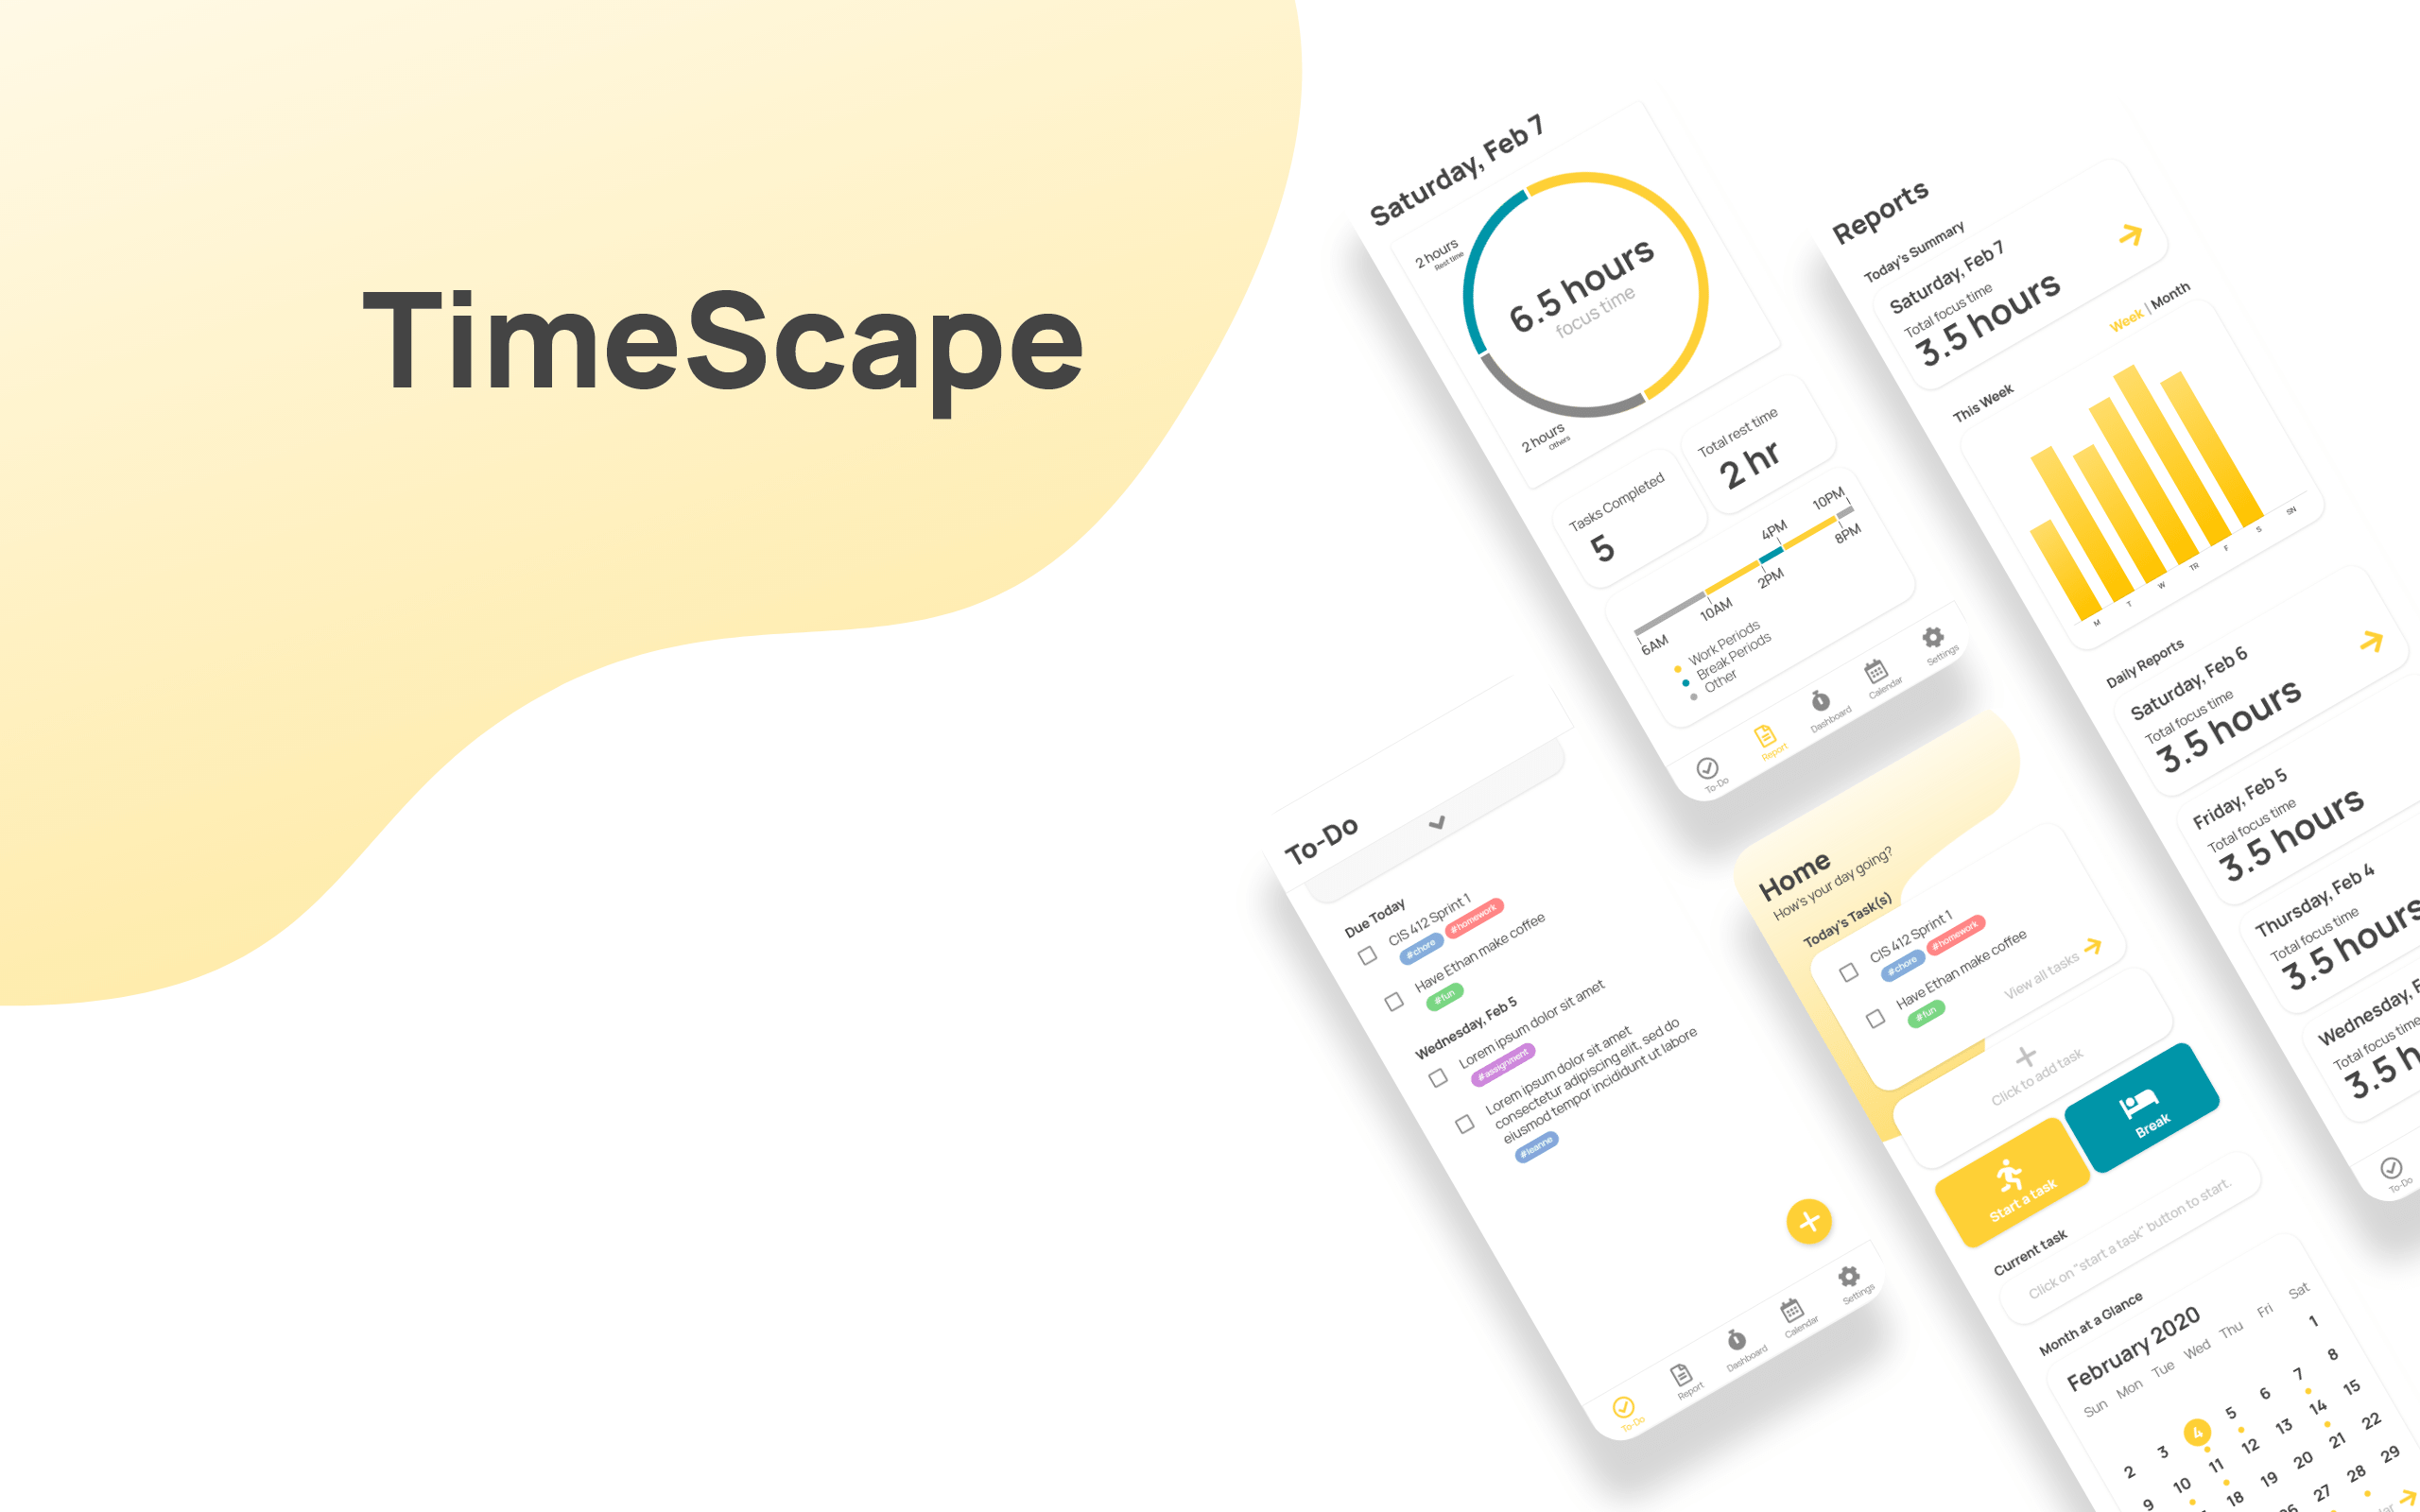 TimeScape
Saturday, Feb 7
2 hours
Rest time
6.5 hours
focus time
2 hours
Others
Tasks Completed
5
Total rest time
2 hr
10PM
4PM
8PM
2PM
10AM
6AM
Work Periods
Break Periods
Other
To-Do
Report
Dashboard
Calendar
Settings
Reports
Today's Summary
Saturday, Feb 7
Total focus time
3.5 hours
Week | Month
This Week
M
T
W
TR
F
S
SN
Daily Reports
Saturday, Feb 6
Total focus time
3.5 hours
Friday, Feb 5
Total focus time
3.5 hours
Thursday, Feb 4
Total focus time
3.5 hours
Wednesday, F
Total focus time
3.5 h
To-Do
To-Do
Due Today
CIS 412 Sprint 1
#chore #homework
Have Ethan make coffee
#fun
Wednesday, Feb 5
Lorem ipsum dolor sit amet
#assignment
Lorem ipsum dolor sit amet
consectetur adipiscing elit, sed do
eiusmod tempor incididunt ut labore
#leanne
To-Do
Report
Dashboard
Calendar
Settings
Home
How's your day going?
Today's Task(s)
CIS 412 Sprint 1
#chore #homework
Have Ethan make coffee
#fun
View all tasks
Click to add task
Start a task
Break
Current task
Click on "start a task" button to start.
Month at a Glance
February 2020
Sun Mon Tue Wed Thu Fri Sat
1
2 3 4 5 6 7 8
9 10 11 12 13 14 15
18 19 20 21 22
26 27 28 29